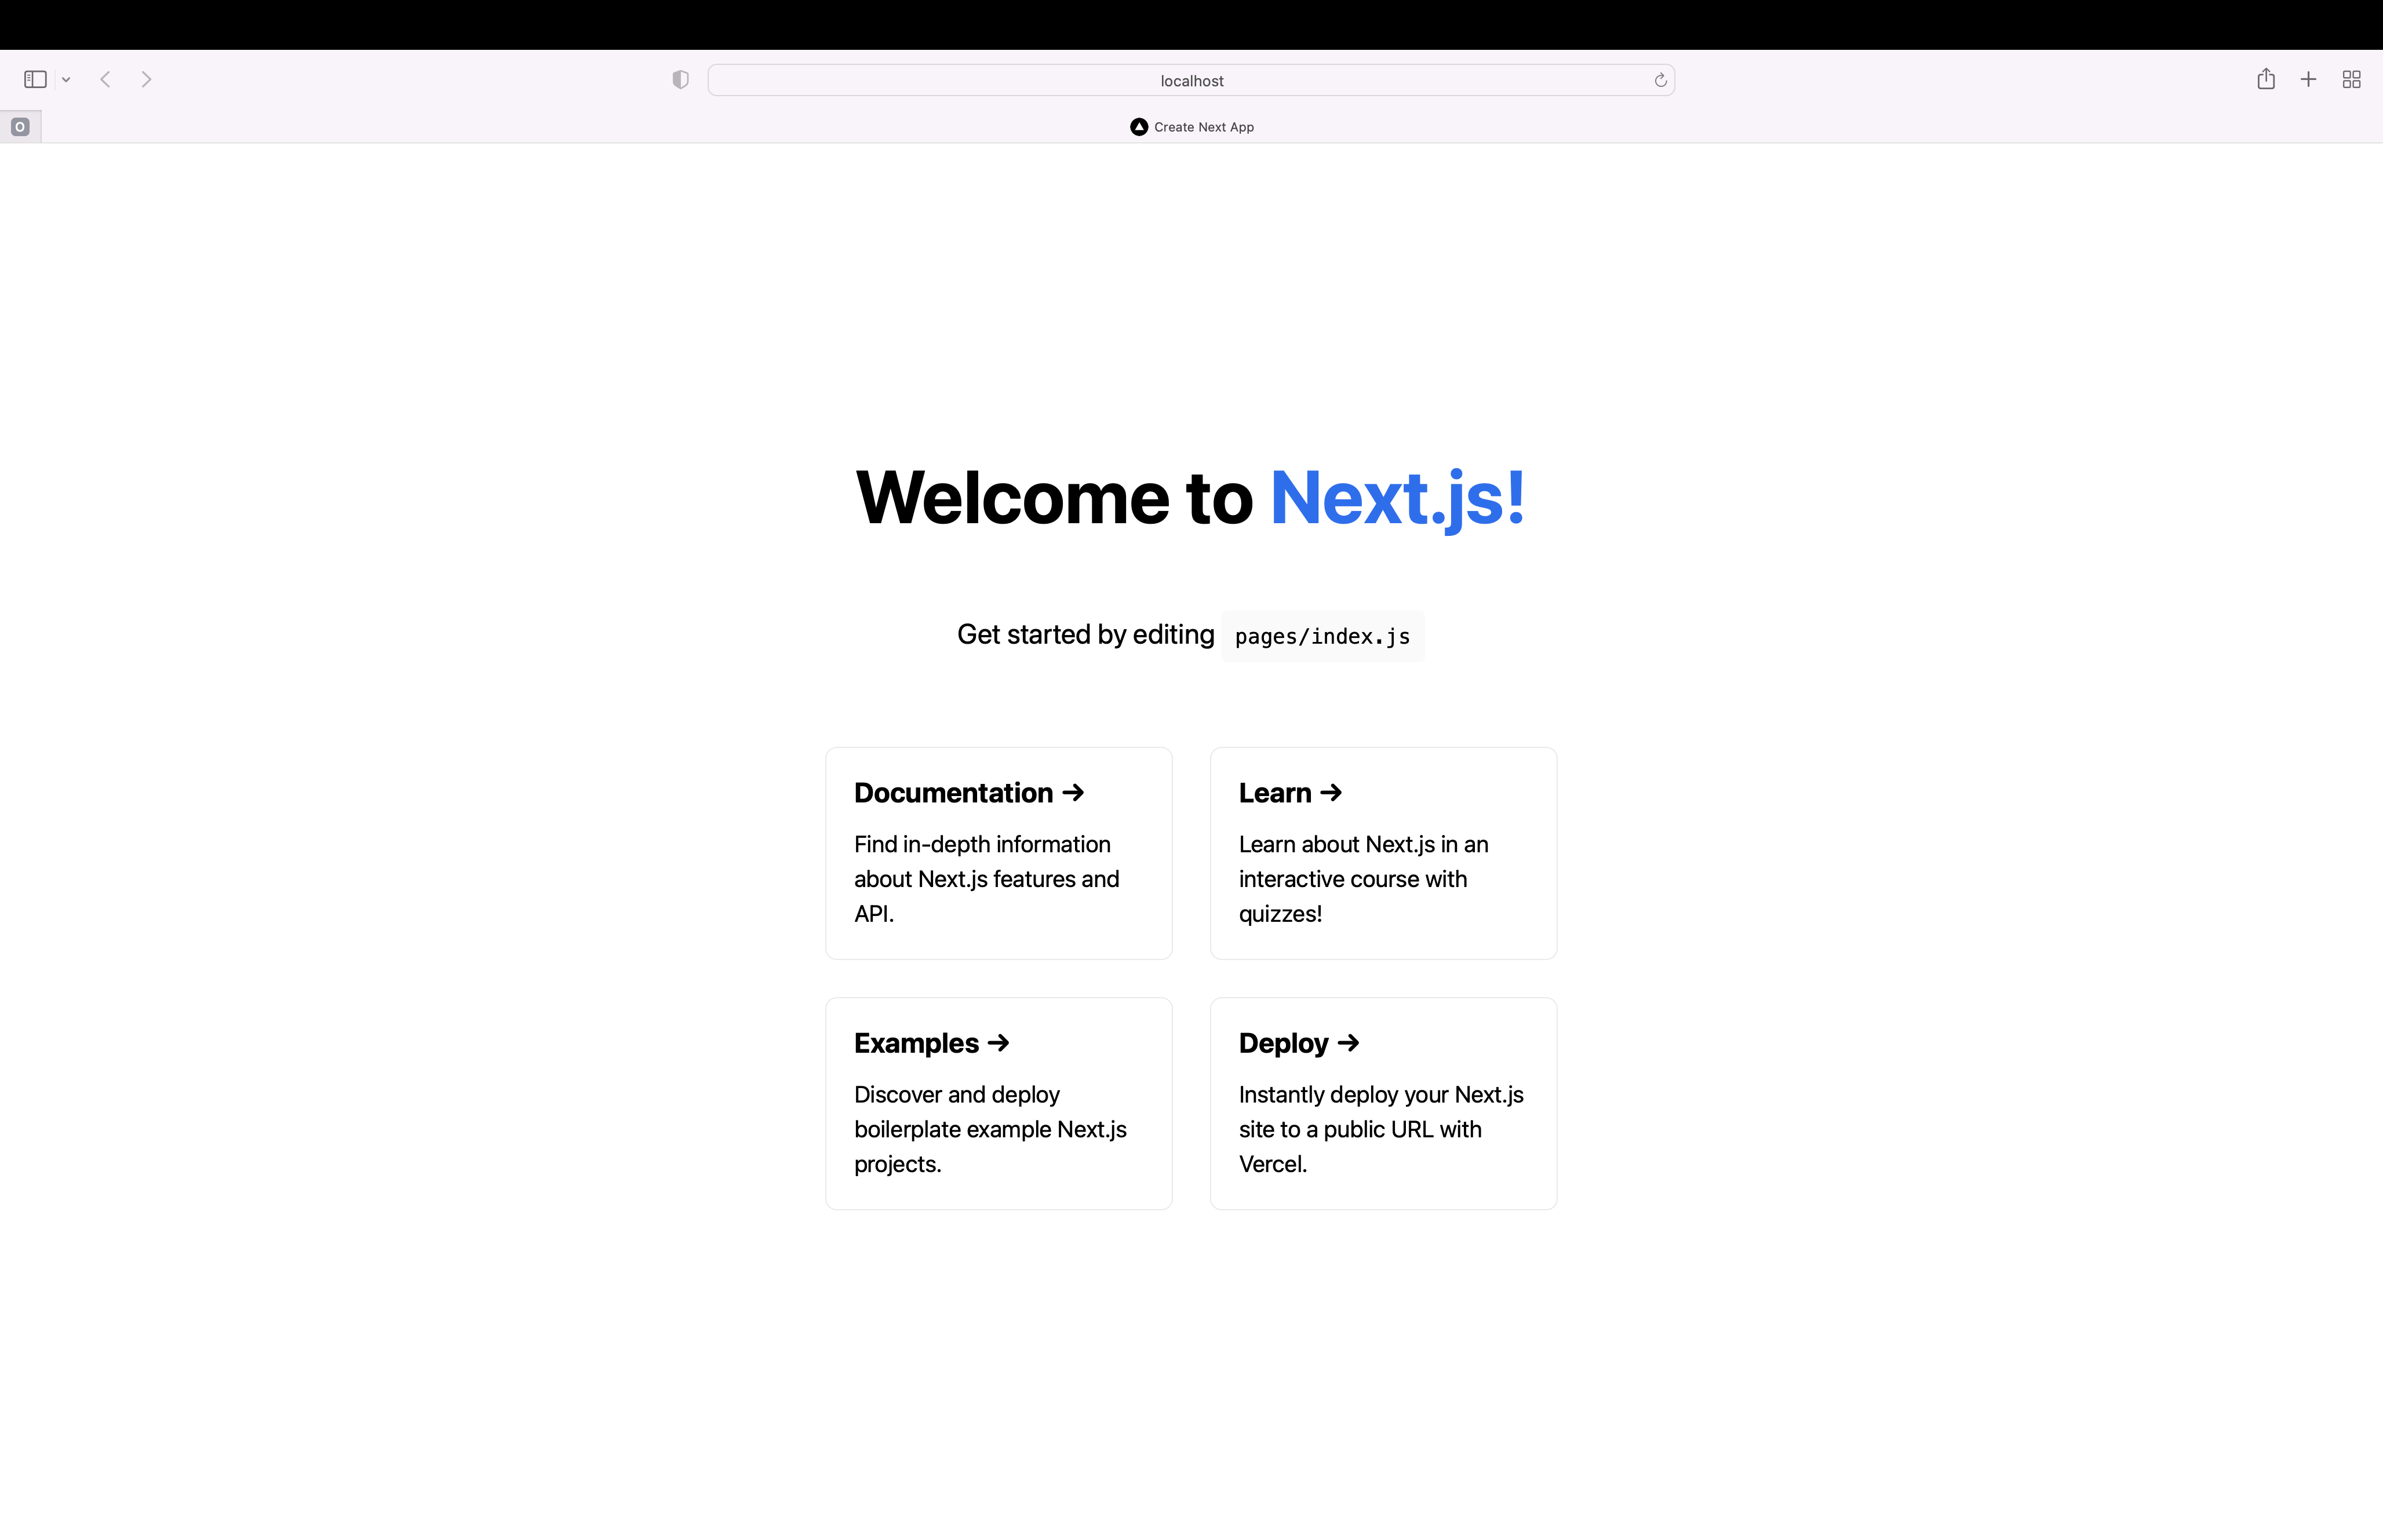 localhost
O
Create Next App
Welcome to Next.js!
Get started by editing pages/index.js
Documentation →
Find in-depth information
about Next.js features and
API.
Learn →
Learn about Next.js in an
interactive course with
quizzes!
Examples →
Discover and deploy
boilerplate example Next.js
projects.
Deploy →
Instantly deploy your Next.js
site to a public URL with
Vercel.